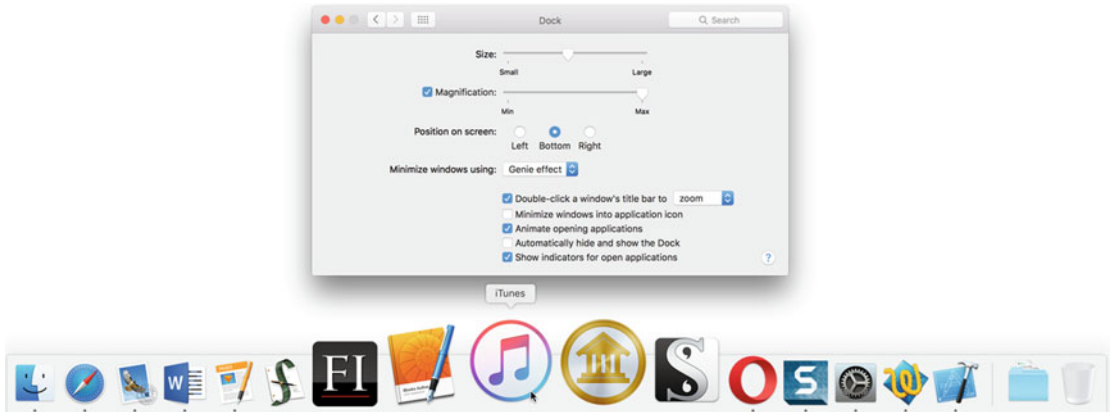 Dock
Search
Size:
Small Large
Magnification:
Min Max
Position on screen:
Left Bottom Right
Minimize windows using: Genie effect
Double-click a window's title bar to zoom
Minimize windows into application icon
Animate opening applications
Automatically hide and show the Dock
Show indicators for open applications
?
iTunes
FI
W
S
S